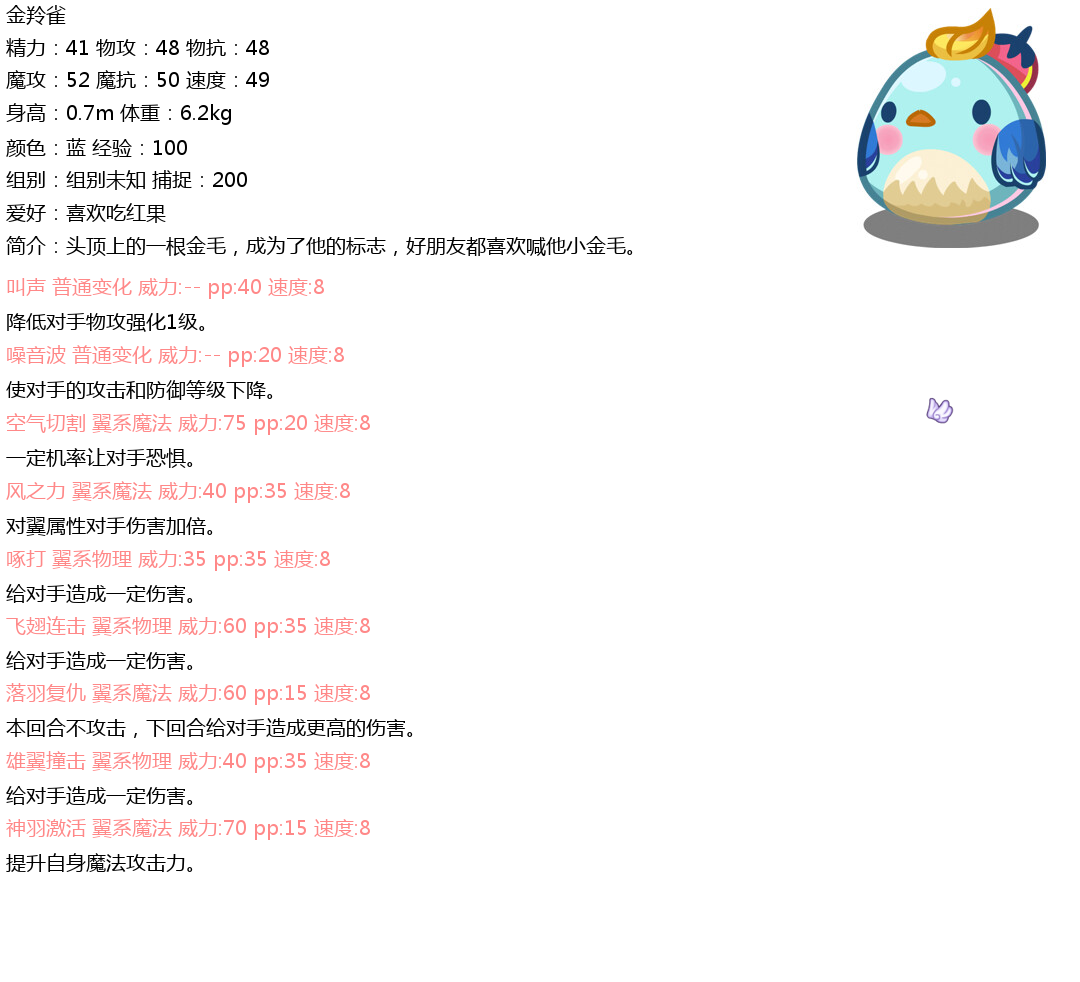 金羚雀
精力：41 物攻：48 物抗：48
魔攻：52 魔抗：50 速度：49
身高：0.7m 体重：6.2kg
颜色：蓝 经验：100
组别：组别未知 捕捉：200
爱好：喜欢吃红果
简介：头顶上的一根金毛，成为了他的标志，好朋友都喜欢喊他小金毛。
叫声 普通变化 威力:-- pp:40 速度:8
降低对手物攻强化1级。
噪音波 普通变化 威力:-- pp:20 速度:8
使对手的攻击和防御等级下降。
空气切割 翼系魔法 威力:75 pp:20 速度:8
一定机率让对手恐惧。
风之力 翼系魔法 威力:40 pp:35 速度:8
对翼属性对手伤害加倍。
啄打 翼系物理 威力:35 pp:35 速度:8
给对手造成一定伤害。
飞翅连击 翼系物理 威力:60 pp:35 速度:8
给对手造成一定伤害。
落羽复仇 翼系魔法 威力:60 pp:15 速度:8
本回合不攻击，下回合给对手造成更高的伤害。
雄翼撞击 翼系物理 威力:40 pp:35 速度:8
给对手造成一定伤害。
神羽激活 翼系魔法 威力:70 pp:15 速度:8
提升自身魔法攻击力。